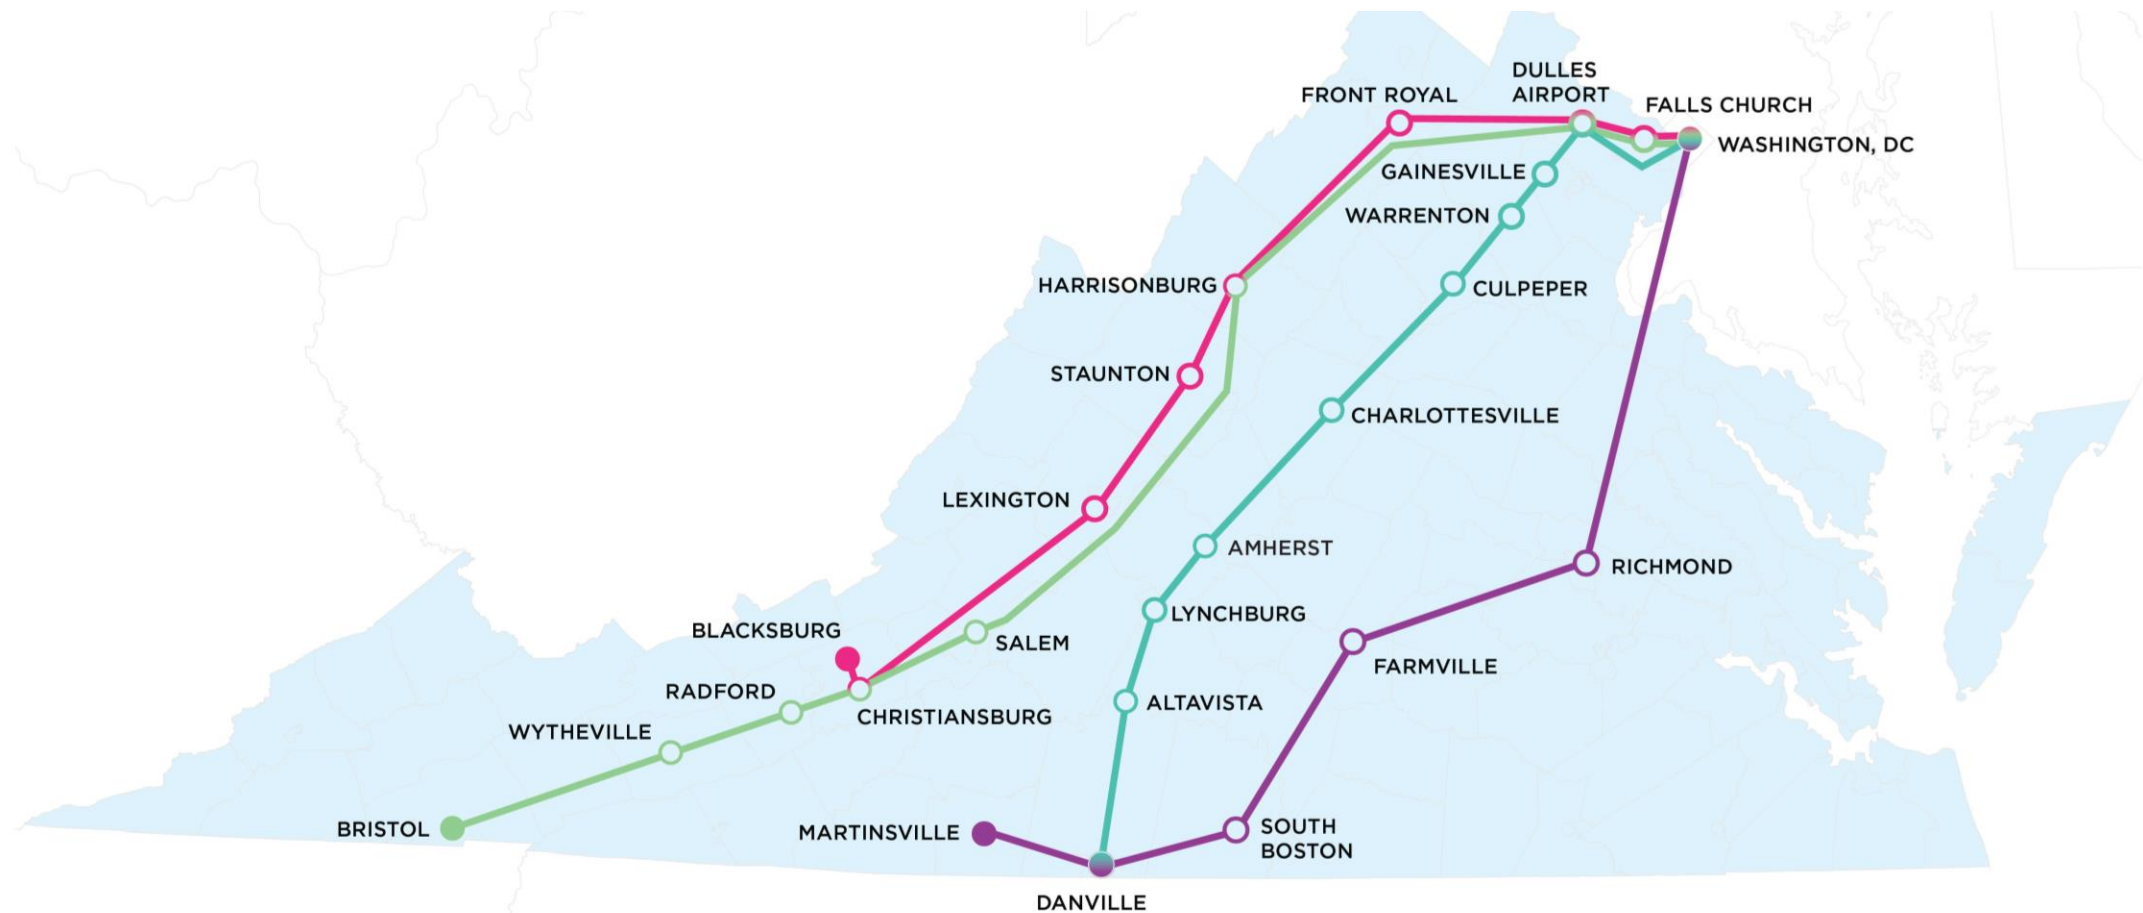 DULLES
AIRPORT
FRONT ROYAL
FALLS CHURCH
WASHINGTON, DC
GAINESVILLE
WARRENTON
HARRISONBURG
CULPEPER
STAUNTON
CHARLOTTESVILLE
LEXINGTON
AMHERST
RICHMOND
LYNCHBURG
BLACKSBURG
SALEM
FARMVILLE
RADFORD
ALTAVISTA
CHRISTIANSBURG
WYTHEVILLE
BRISTOL
MARTINSVILLE
SOUTH
BOSTON
DANVILLE